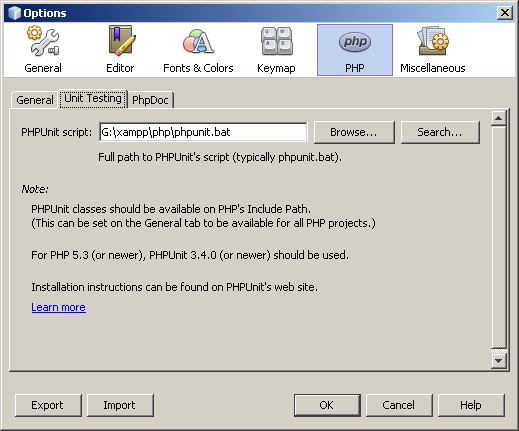 Options
General Editor Fonts & Colors Keymap PHP Miscellaneous
php
General Unit Testing PhpDoc
PHPUnit script: G:\xampp\php\phpunit.bat Browse... Search...
Full path to PHPUnit's script (typically phpunit.bat).
Note:
PHPUnit classes should be available on PHP's Include Path.
(This can be set on the General tab to be available for all PHP projects.)
For PHP 5.3 (or newer), PHPUnit 3.4.0 (or newer) should be used.
Installation instructions can be found on PHPUnit's web site.
Learn more
Export Import OK Cancel Help